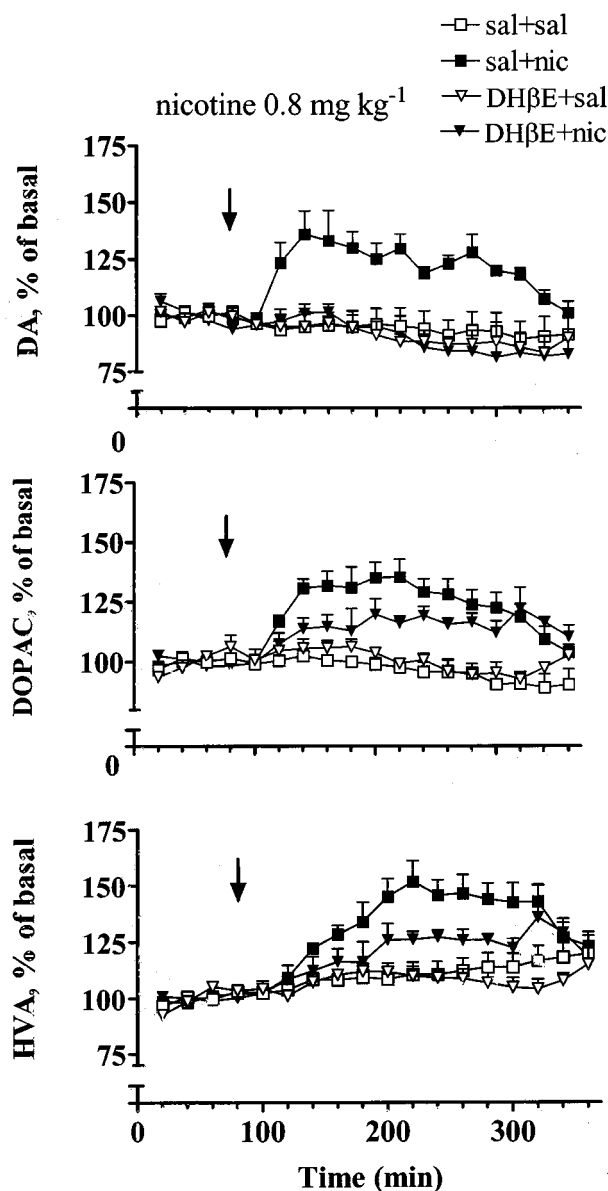 sal+sal
sal+nic
DHβE+sal
DHβE+nic
nicotine 0.8 mg kg-1
DA, % of basal
175
150
125
100
75
0
DOPAC, % of basal
175
150
125
100
0
HVA, % of basal
175
150
125
100
75
0 100 200 300
Time (min)